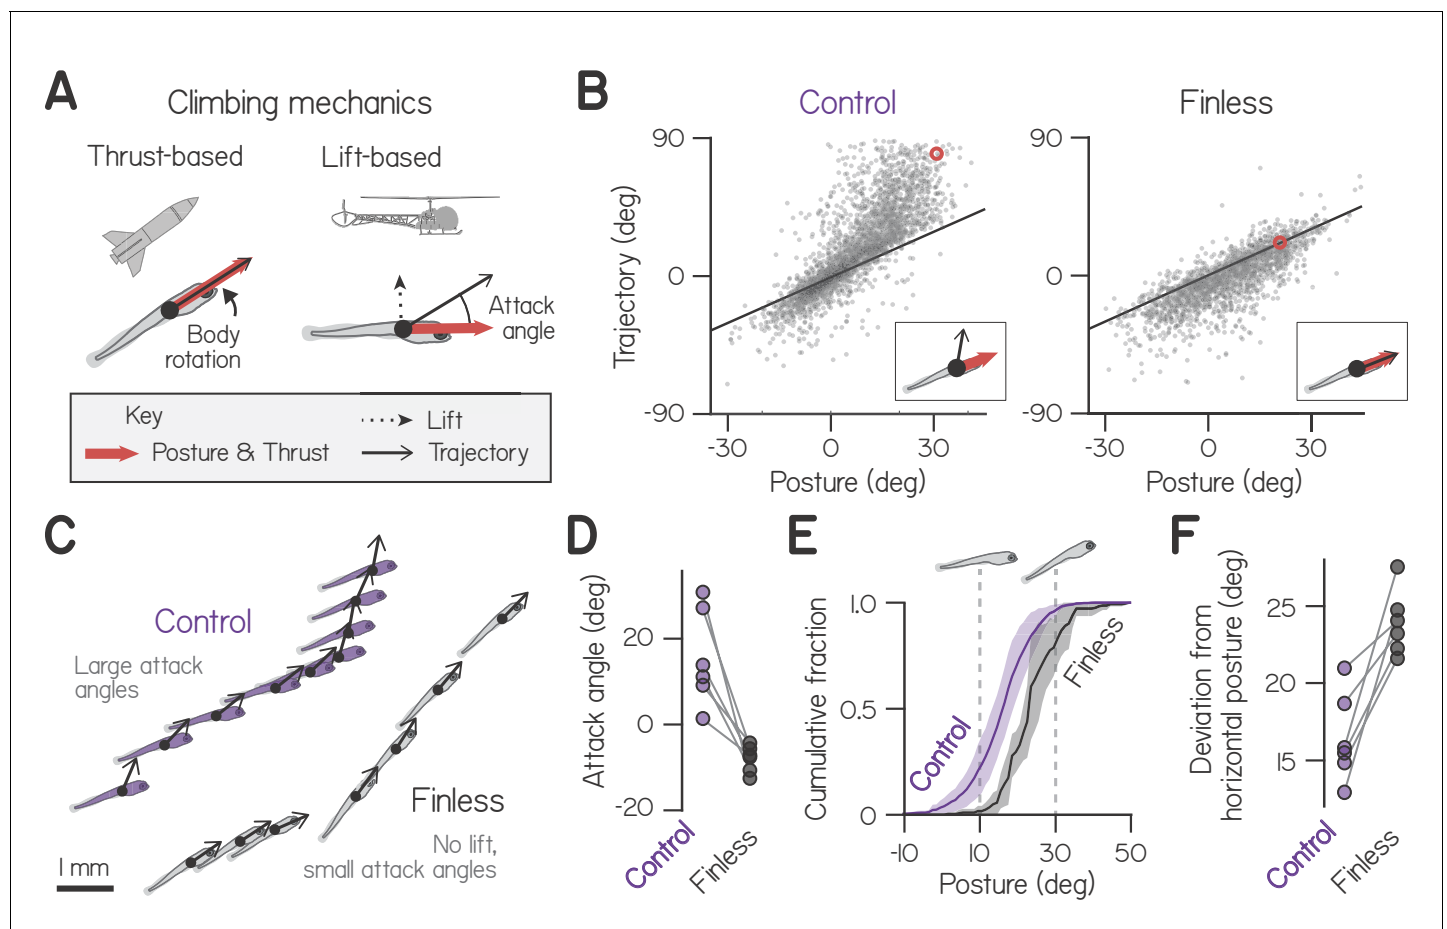 A
Climbing mechanics
Thrust-based
Lift-based
Body
rotation
Attack
angle
Key
Lift
Posture & Thrust
Trajectory
B
Control
Finless
Trajectory (deg)
90
0
-90
-30
0
30
Posture (deg)
90
0
-90
-30
0
30
Posture (deg)
C
Control
Large attack
angles
Finless
No lift,
small attack angles
1 mm
D
Attack angle (deg)
20
0
-20
Control
Finless
E
Cumulative fraction
1.0
0.5
0
Control
Finless
-10
10
30
50
Posture (deg)
F
Deviation from
horizontal posture (deg)
25
20
15
Control
Finless